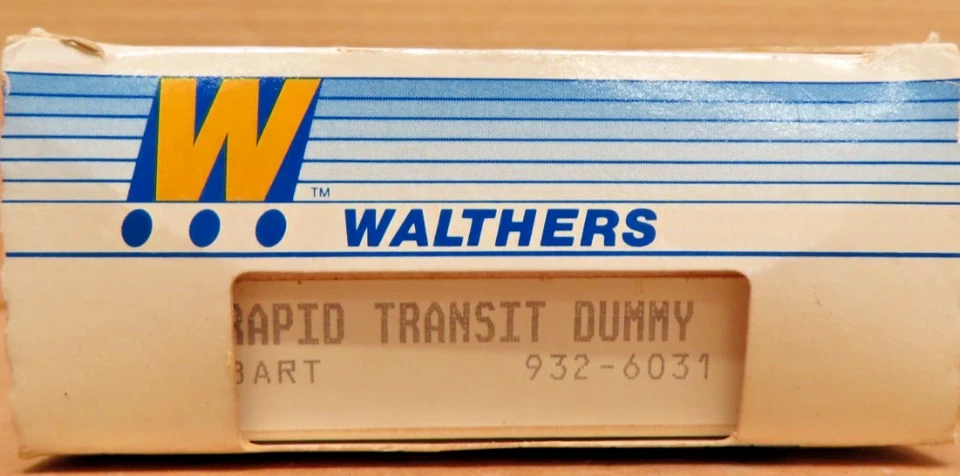 W
TM
WALTHERS
RAPID TRANSIT DUMMY
BART 932-6031